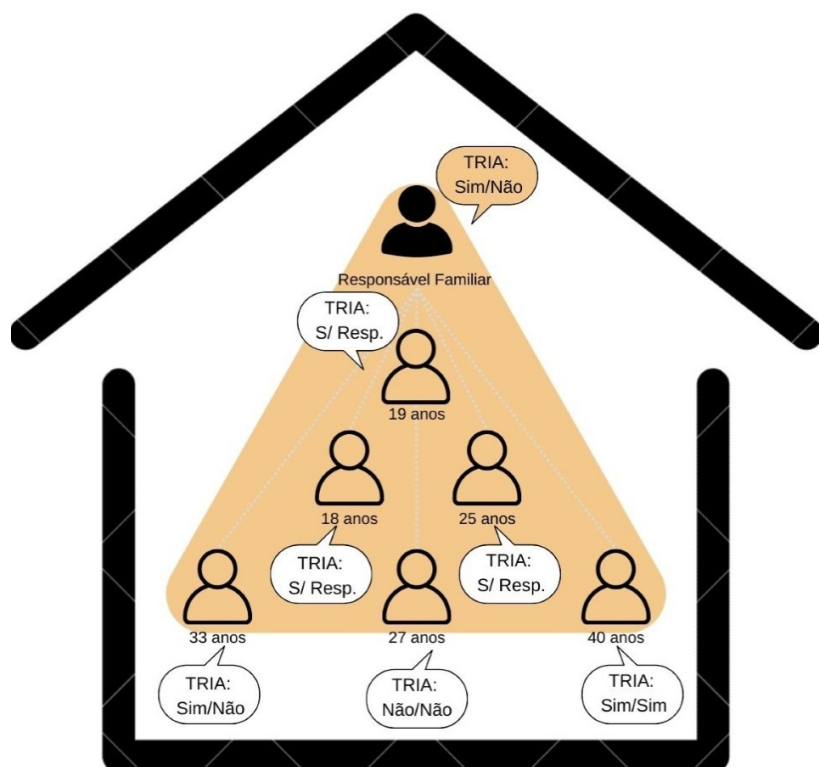 TRIA:
Sim/Não
Responsável Familiar
TRIA:
S/ Resp.
19 anos
18 anos
25 anos
TRIA:
S/ Resp.
TRIA:
S/ Resp.
33 anos
27 anos
40 anos
TRIA:
Sim/Não
TRIA:
Não/Não
TRIA:
Sim/Sim